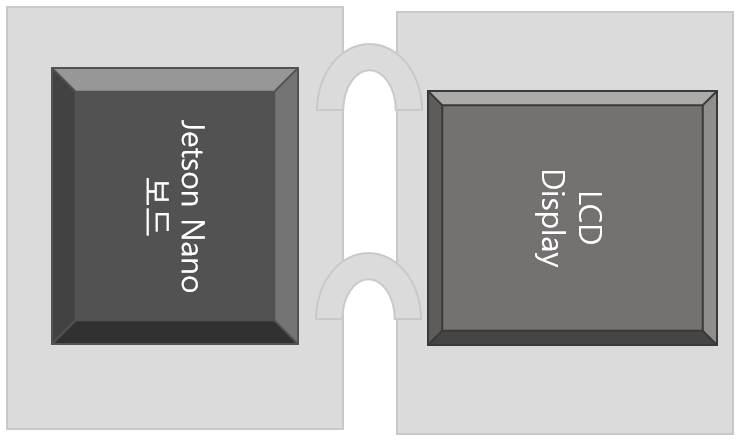 Jetson Nano
보드
LCD
Display